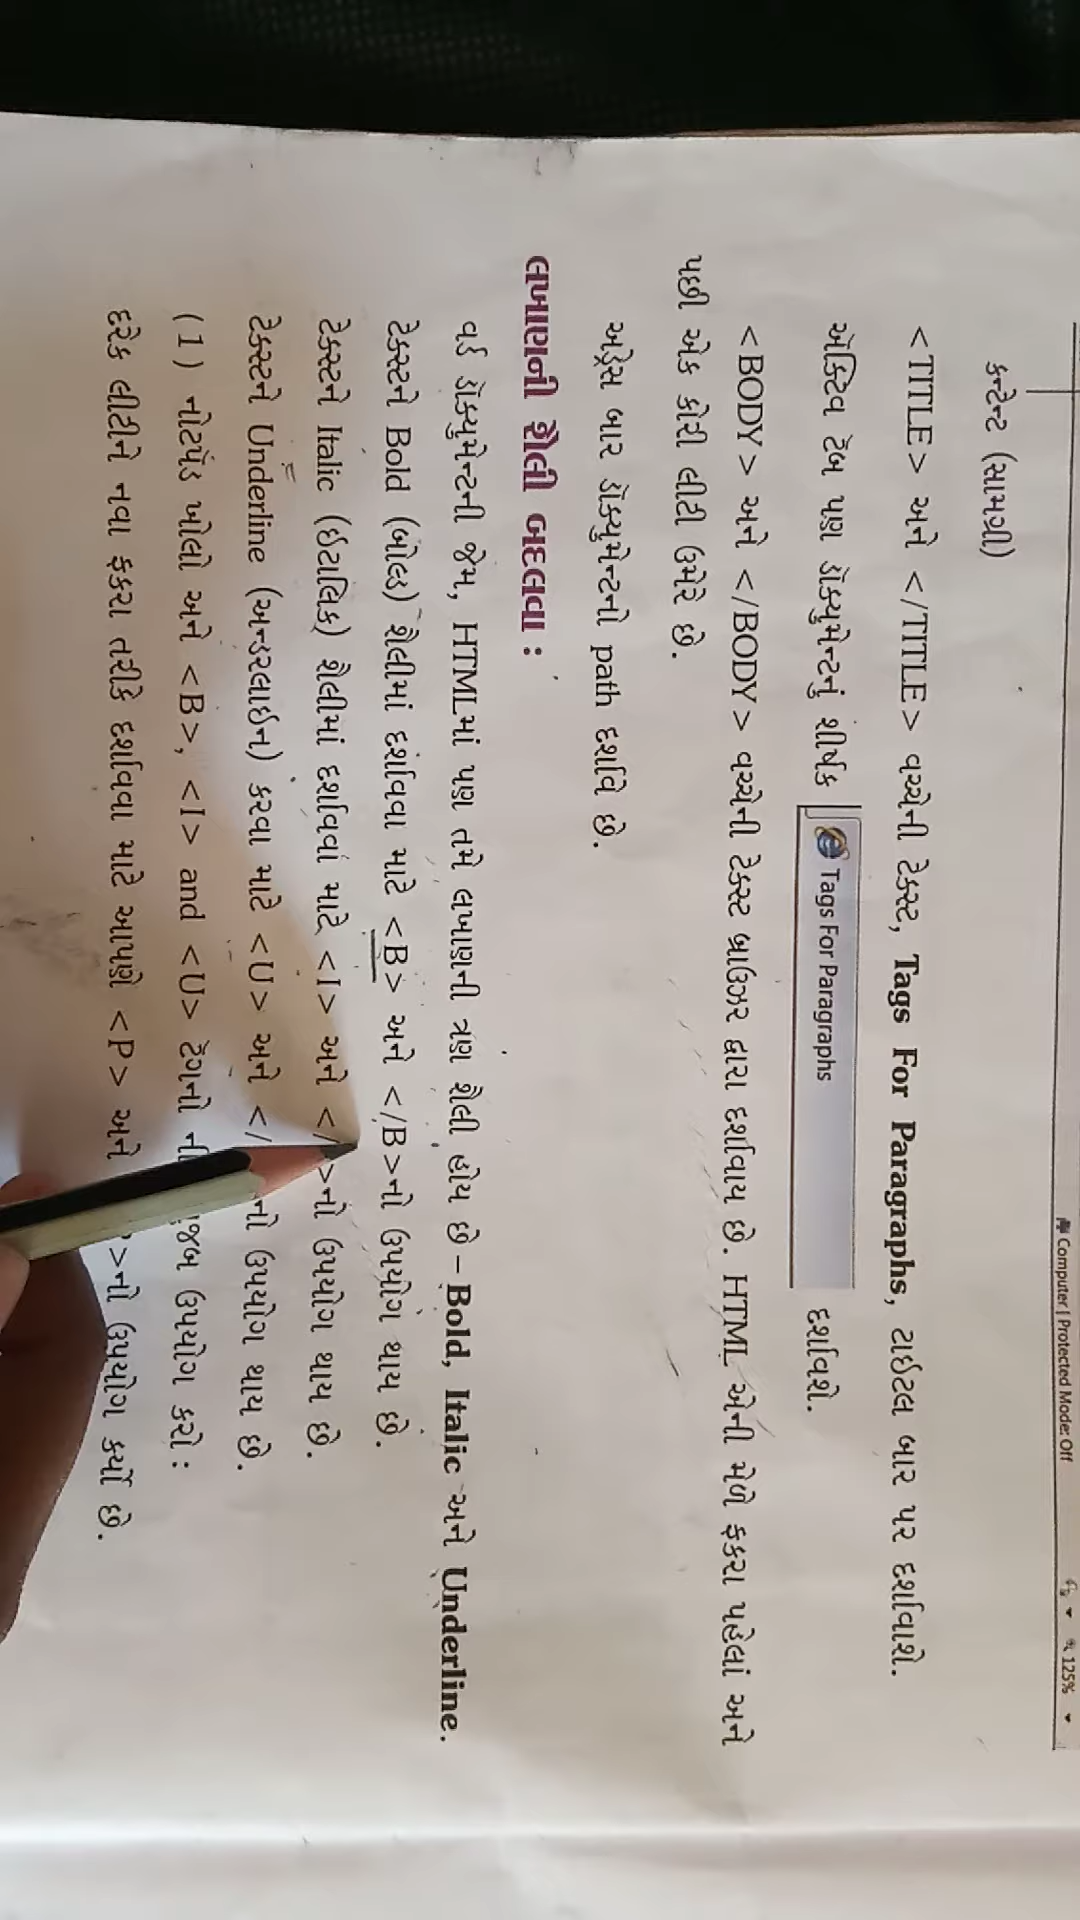 Computer | Protected Mode: Off 125%
કન્ટેન્ટ (સામગ્રી)
<TITLE> અને </TITLE> વચ્ચેની ટેક્સ્ટ, Tags For Paragraphs, ટાઇટલ બાર પર દર્શાવાશે.
ઍક્ટિવ ટૅબ પણ ડૉક્યુમેન્ટનું શીર્ષક Tags For Paragraphs દર્શાવશે.
<BODY> અને </BODY> વચ્ચેની ટેક્સ્ટ બ્રાઉઝર દ્વારા દર્શાવાય છે. HTML એની મેળે ફકરા પહેલાં અને
પછી એક કોરી લીટી ઉમેરે છે.
અડ્રેસ બાર ડૉક્યુમેન્ટનો path દર્શાવે છે.
લખાણની શૈલી બદલવા :
વર્ડ ડૉક્યુમેન્ટની જેમ, HTMLમાં પણ તમે લખાણની ત્રણ શૈલી હોય છે – Bold, Italic અને Underline.
ટેક્સ્ટને Bold (બોલ્ડ) શૈલીમાં દર્શાવવા માટે <B> અને </B>નો ઉપયોગ થાય છે.
ટેક્સ્ટને Italic (ઇટાલિક) શૈલીમાં દર્શાવવાં માટે <I> અને </ >નો ઉપયોગ થાય છે.
ટેક્સ્ટને Underline (અન્ડરલાઇન) કરવા માટે <U> અને </ નો ઉપયોગ થાય છે.
(1) નોટપૅડ ખોલો અને <B>, <I> and <U> ટૅગનો ઉપયોગ કરો :
દરેક લીટીને નવા ફકરા તરીકે દર્શાવવા માટે આપણે <P> અને >નો ઉપયોગ કર્યો છે.